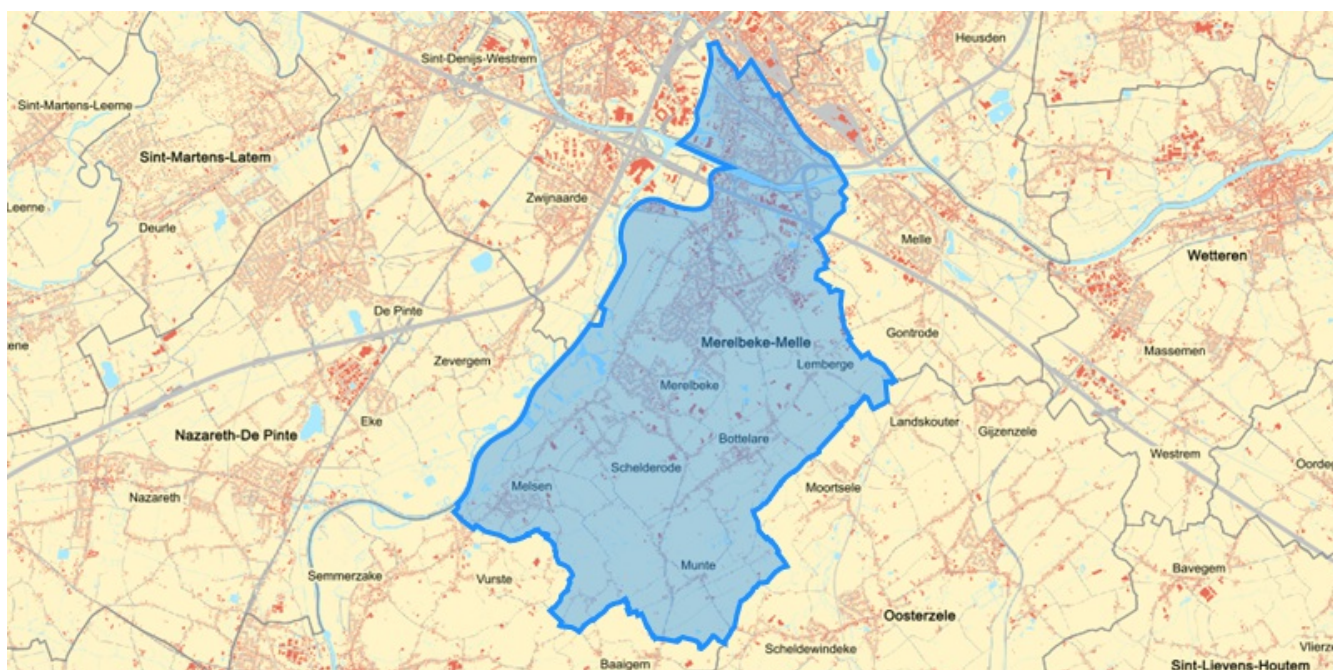 Heusden
Sint-Denijs-Westrem
Sint-Martens-Leerne
Sint-Martens-Latem
Zwijnaarde
Leerne
Deurle
Melle
Wetteren
De Pinte
Gontrode
ene
Merelbeke-Melle
Massemen
Zevergem
Lemberge
Merelbeke
Eke
Landskouter
Nazareth-De Pinte
Gijzenzele
Bottelare
Westrem
Schelderode
Oorde
Melsen
Moortsele
Nazareth
Munte
Bavegem
Semmerzake
Vurste
Oosterzele
Scheldewindeke
Vlierz
Baaigem
Sint-Lievens-Houtem